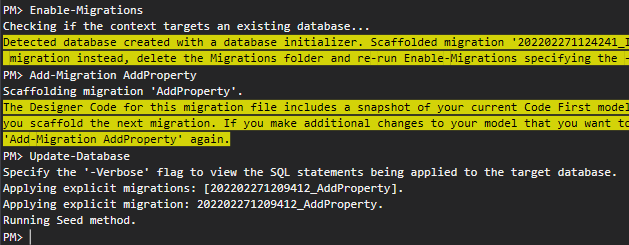 PM> Enable-Migrations
Checking if the context targets an existing database...
Detected database created with a database initializer. Scaffolded migration '202202271124241_I
migration instead, delete the Migrations folder and re-run Enable-Migrations specifying the -
PM> Add-Migration AddProperty
Scaffolding migration 'AddProperty'.
The Designer Code for this migration file includes a snapshot of your current Code First model
you scaffold the next migration. If you make additional changes to your model that you want to
'Add-Migration AddProperty' again.
PM> Update-Database
Specify the '-Verbose' flag to view the SQL statements being applied to the target database.
Applying explicit migrations: [202202271209412_AddProperty].
Applying explicit migration: 202202271209412_AddProperty.
Running Seed method.
PM>